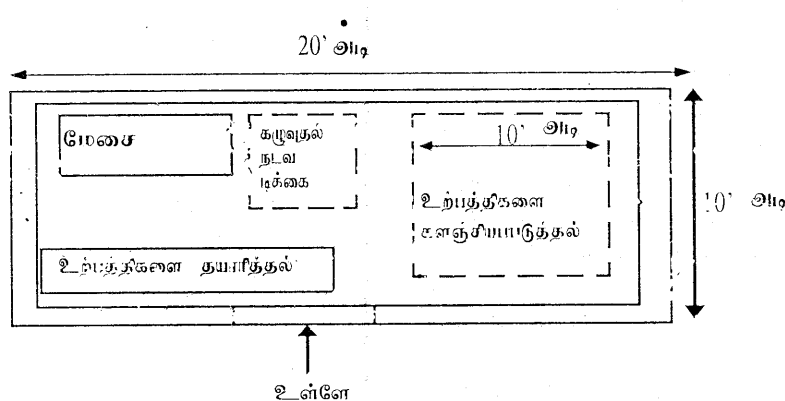 20' அடி
மேசை
கழுவுதல்
நடவ
டிக்கை
10' அடி
உற்பத்திகளை
களஞ்சியபடுத்தல்
10' அடி
உற்பத்திகளை தயாரித்தல்
உள்ளே